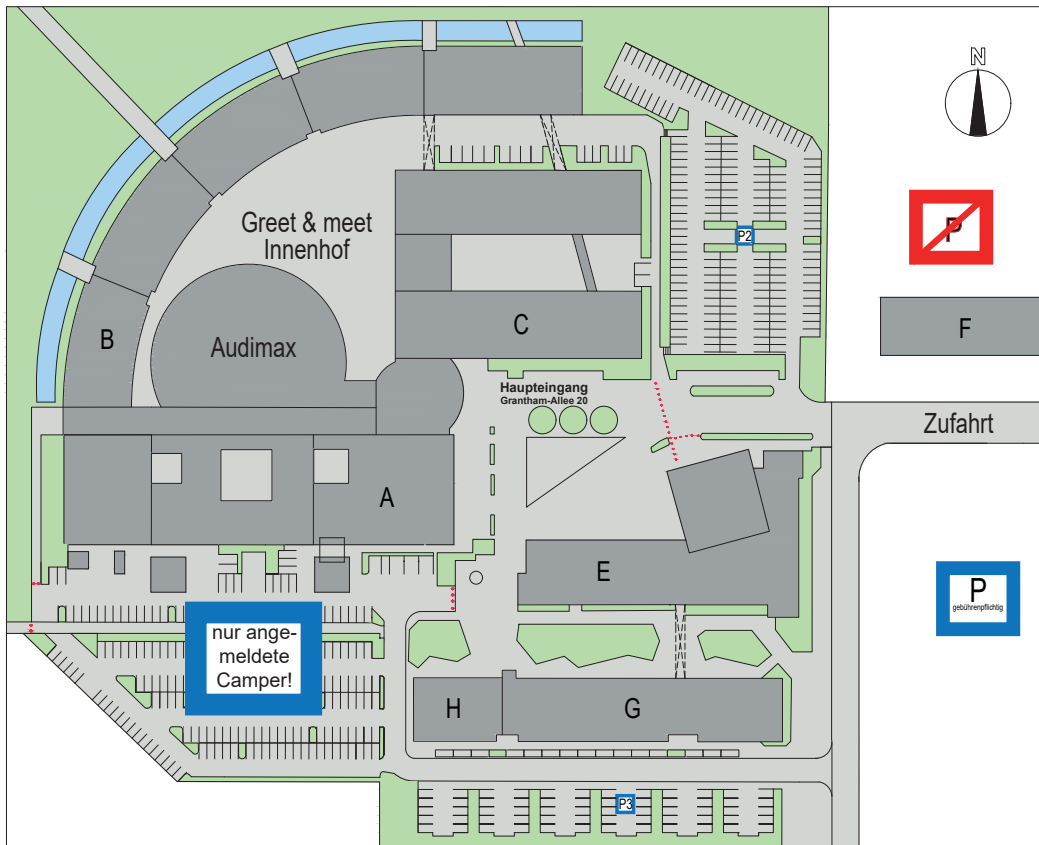 N
P
P2
Greet & meet
Innenhof
B
Audimax
C
F
Haupteingang
Grantham-Allee 20
Zufahrt
A
E
P
gebührenpflichtig
nur ange-
meldete
Camper!
H
G
P3